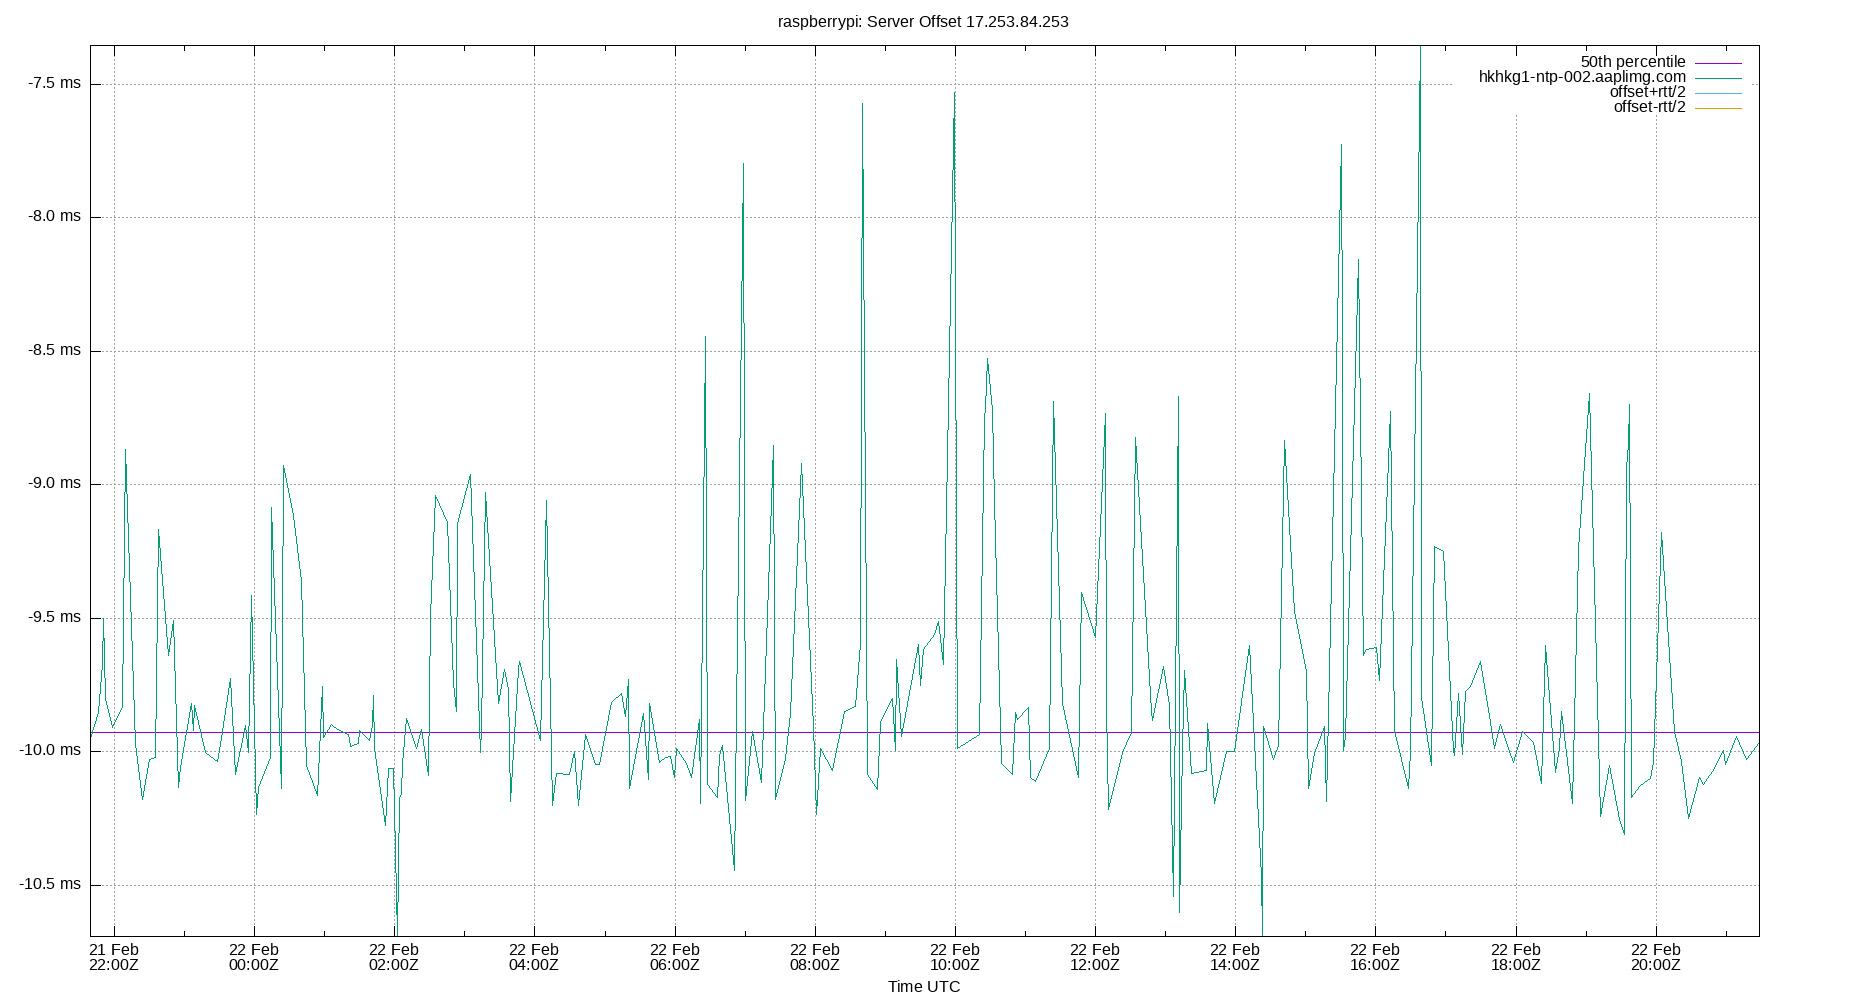 raspberrypi: Server Offset 17.253.84.253
50th percentile
hkhkg1-ntp-002.aaplimg.com
offset+rtt/2
offset-rtt/2
-7.5 ms
-8.0 ms
-8.5 ms
-9.0 ms
-9.5 ms
-10.0 ms
-10.5 ms
21 Feb 22 Feb 22 Feb 22 Feb 22 Feb 22 Feb 22 Feb 22 Feb 22 Feb 22 Feb 22 Feb 22 Feb
22:00Z 00:00Z 02:00Z 04:00Z 06:00Z 08:00Z 10:00Z 12:00Z 14:00Z 16:00Z 18:00Z 20:00Z
Time UTC